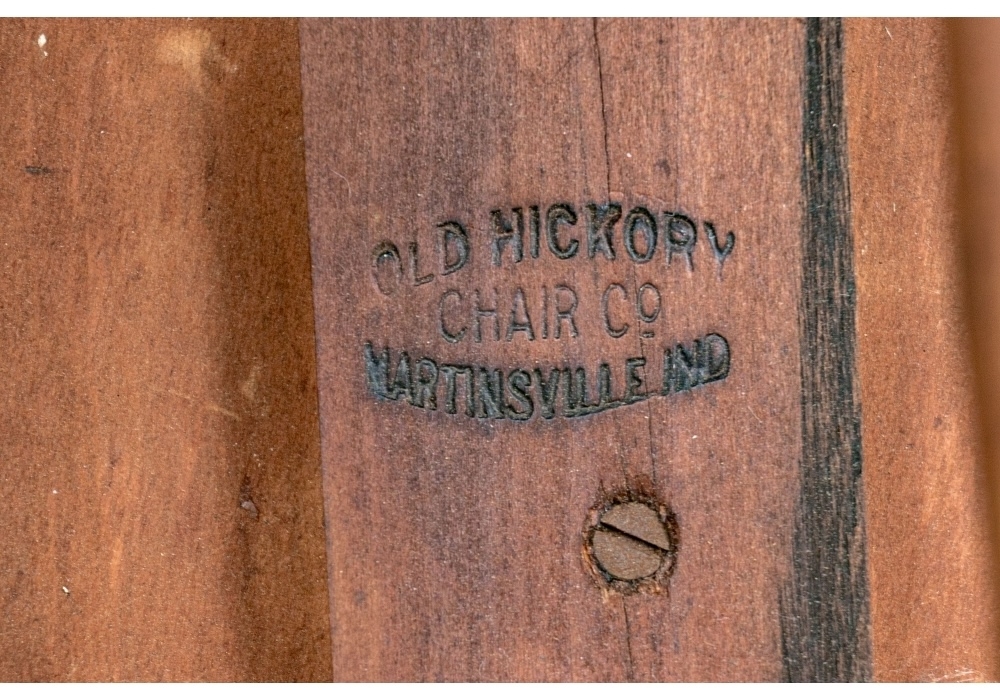 OLD HICKORY
CHAIR Cº
MARTINSVILLE IND